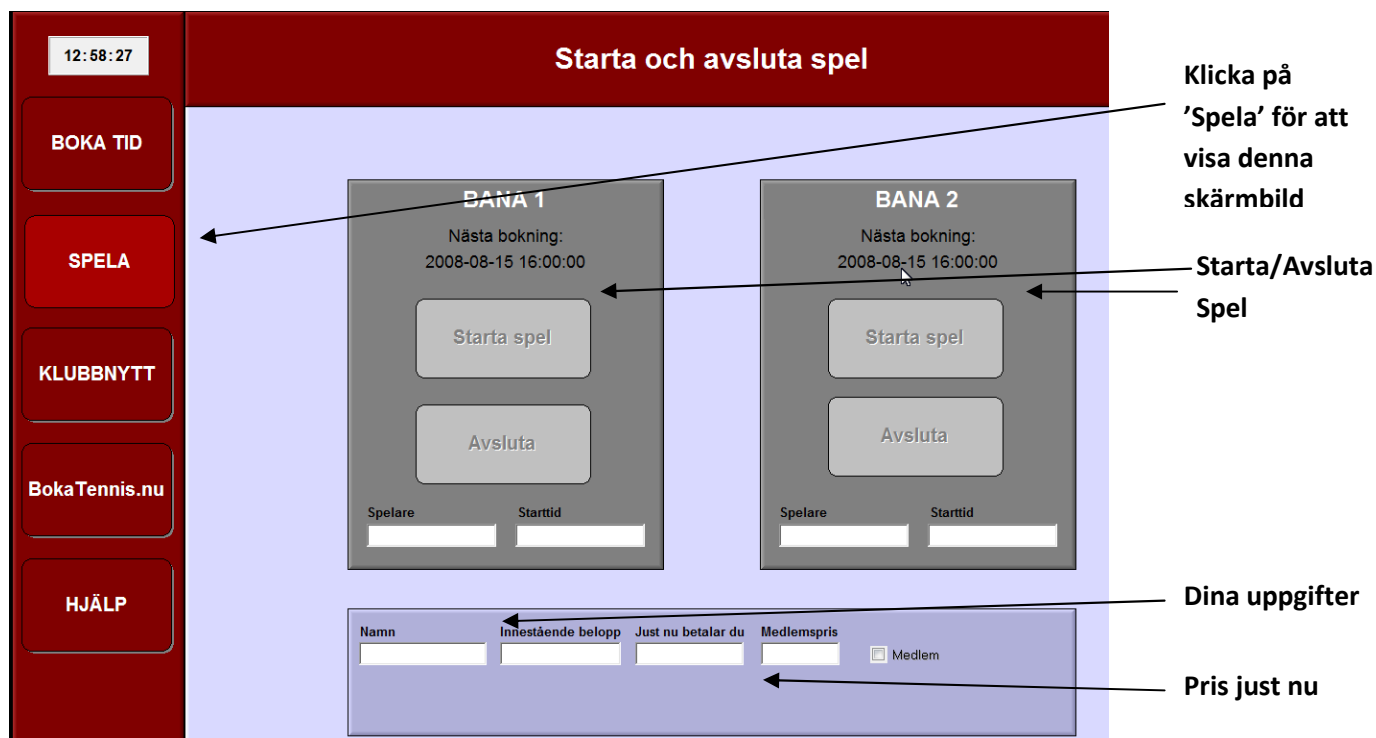 12:58:27
Starta och avsluta spel
BOKA TID
SPELA
KLUBBNYTT
BokaTennis.nu
HJÄLP
BANA 1
Nästa bokning:
2008-08-15 16:00:00
Starta spel
Avsluta
Spelare Starttid
BANA 2
Nästa bokning:
2008-08-15 16:00:00
Starta spel
Avsluta
Spelare Starttid
Namn Innestående belopp Just nu betalar du Medlemspris
Medlem
Klicka på
’Spela’ för att
visa denna
skärmbild
Starta/Avsluta
Spel
Dina uppgifter
Pris just nu